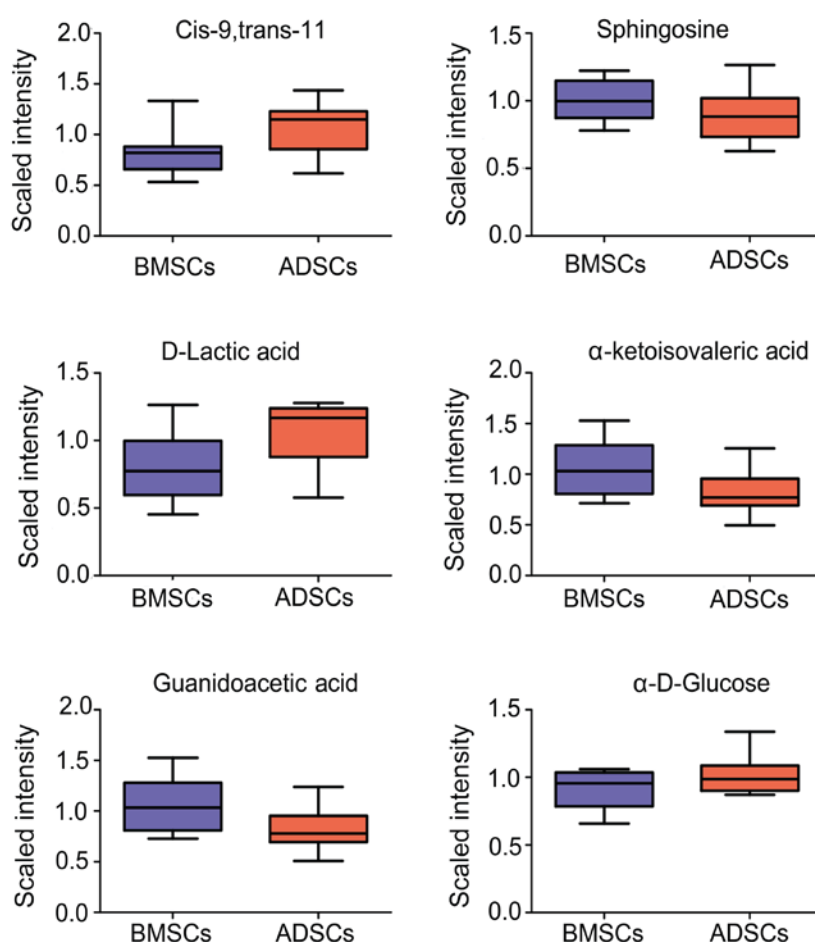 Cis-9,trans-11
Scaled intensity
2.0
1.5
1.0
0.5
0.0
BMSCs
ADSCs
Sphingosine
Scaled intensity
1.5
1.0
0.5
0.0
BMSCs
ADSCs
D-Lactic acid
Scaled intensity
1.5
1.0
0.5
0.0
BMSCs
ADSCs
α-ketoisovaleric acid
Scaled intensity
2.0
1.5
1.0
0.5
0.0
BMSCs
ADSCs
Guanidoacetic acid
Scaled intensity
2.0
1.5
1.0
0.5
0.0
BMSCs
ADSCs
α-D-Glucose
Scaled intensity
1.5
1.0
0.5
0.0
BMSCs
ADSCs